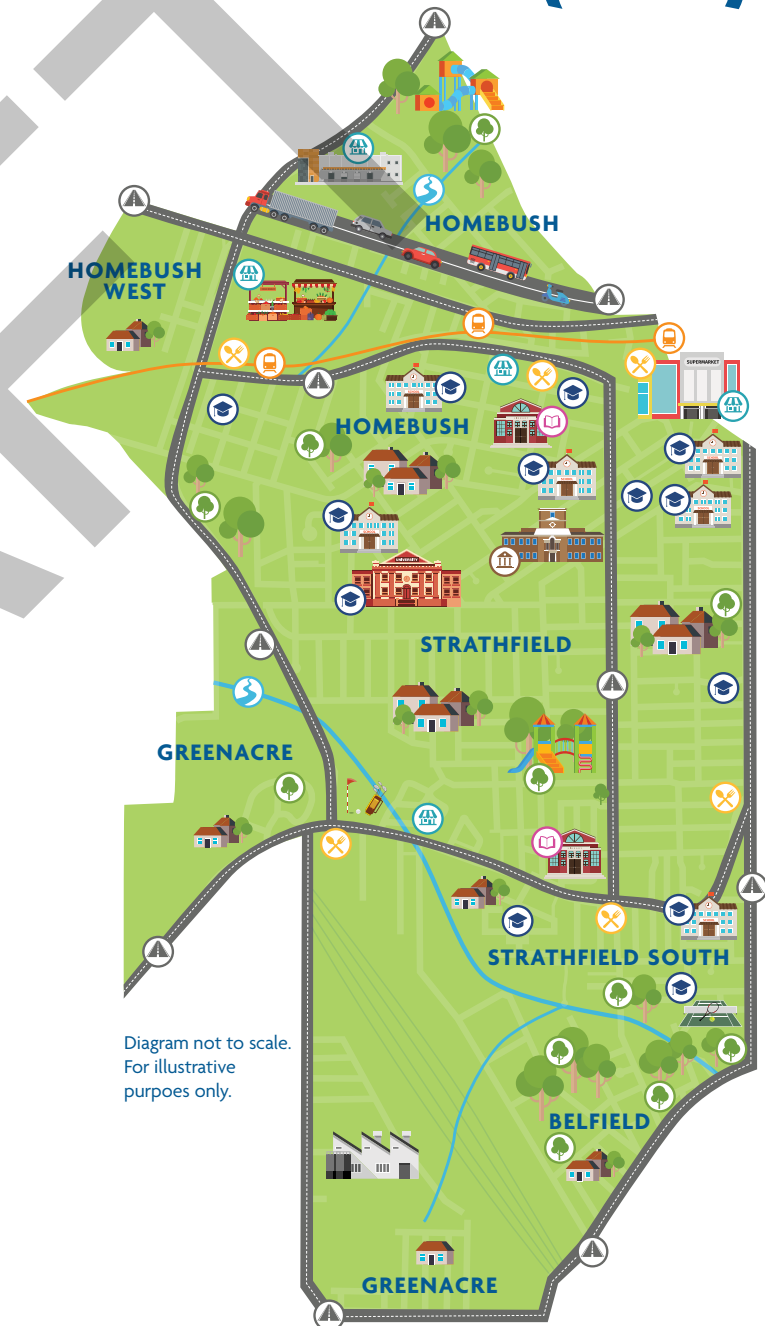 HOMEBUSH
HOMEBUSH
WEST
SUPERMARKET
HOMEBUSH
UNIVERSITY
STRATHFIELD
GREENACRE
STRATHFIELD SOUTH
Diagram not to scale.
For illustrative
purpoes only.
BELFIELD
GREENACRE